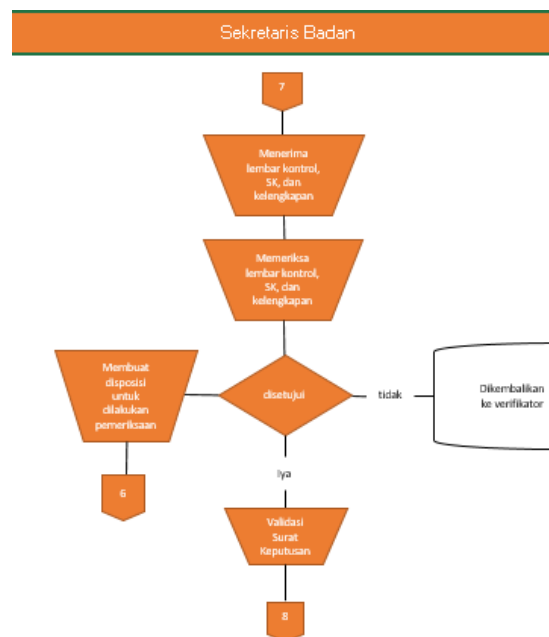 Sekretaris Badan
7
Menerima
lembar kontrol,
SK, dan
kelengkapan
Memeriksa
lembar kontrol,
SK, dan
kelengkapan
Membuat
disposisi
untuk
dilakukan
pemeriksaan
disetujui
tidak
Dikembalikan
ke verifikator
6
Iya
Validasi
Surat
Keputusan
8